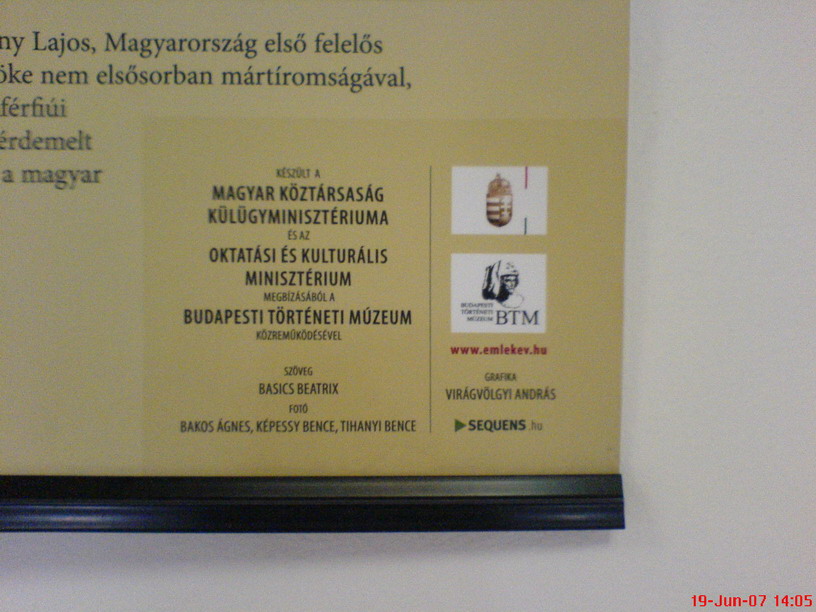 ny Lajos, Magyarország első felelős
öke nem elsősorban mártíromságával,
férfiúi
érdemelt
a magyar
KÉSZÜLT A
MAGYAR KÖZTÁRSASÁG
KÜLÜGYMINISZTÉRIUMA
ÉS AZ
OKTATÁSI ÉS KULTURÁLIS
MINISZTÉRIUM
MEGBÍZÁSÁBÓL A
BUDAPESTI TÖRTÉNETI MÚZEUM
KÖZREMŰKÖDÉSÉVEL
SZÖVEG
BASICS BEATRIX
FOTÓ
BAKOS ÁGNES, KÉPESSY BENCE, TIHANYI BENCE
BUDAPESTI
TÖRTÉNETI
MÚZEUM BTM
www.emlekev.hu
GRAFIKA
VIRÁGVÖLGYI ANDRÁS
SEQUENS.hu
19-Jun-07 14:05